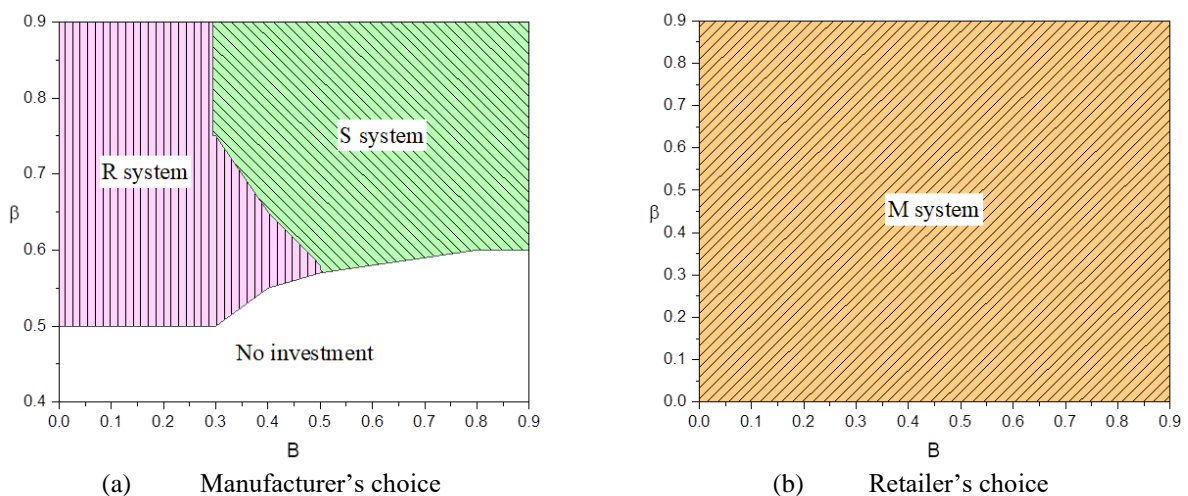 0.9
0.8
0.7
0.6
0.5
0.4
β
R system
S system
No investment
0.0 0.1 0.2 0.3 0.4 0.5 0.6 0.7 0.8 0.9
B
(a) Manufacturer’s choice
0.9
0.8
0.7
0.6
0.5
0.4
0.3
0.2
0.1
0.0
β
M system
0.0 0.1 0.2 0.3 0.4 0.5 0.6 0.7 0.8 0.9
B
(b) Retailer’s choice